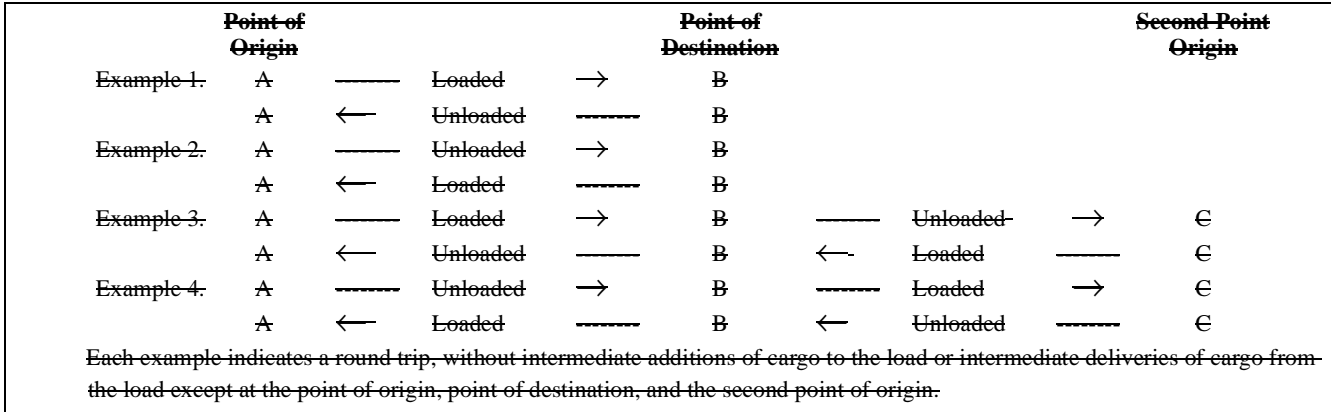 Point of Point of Second Point
Origin Destination Origin
Example 1. A -------- Loaded → B
A ← Unloaded -------- B
Example 2. A -------- Unloaded → B
A ← Loaded -------- B
Example 3. A -------- Loaded → B -------- Unloaded → C
A ← Unloaded -------- B ← Loaded -------- C
Example 4. A -------- Unloaded → B -------- Loaded → C
A ← Loaded -------- B ← Unloaded -------- C
Each example indicates a round trip, without intermediate additions of cargo to the load or intermediate deliveries of cargo from
the load except at the point of origin, point of destination, and the second point of origin.